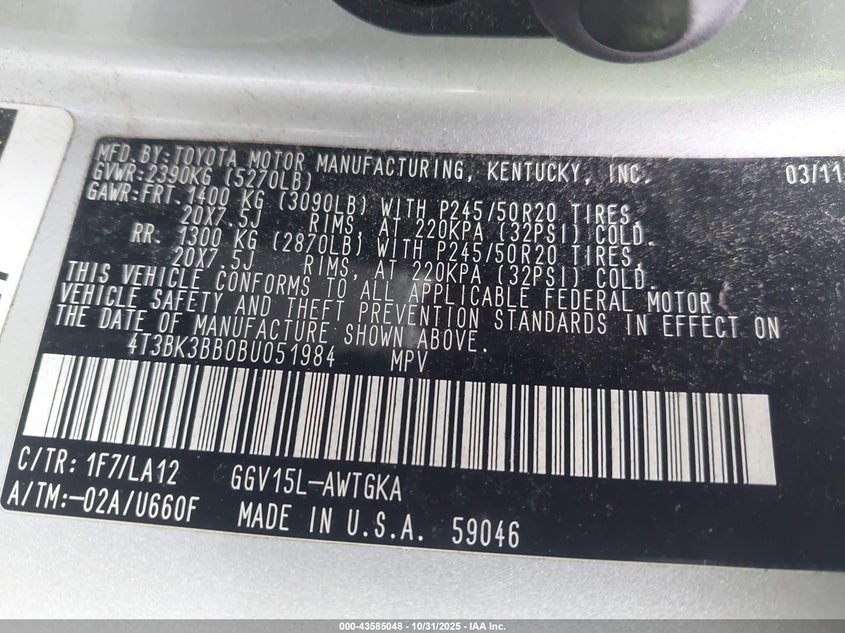 MFD. BY: TOYOTA MOTOR MANUFACTURING, KENTUCKY, INC. 03/11
GVWR: 2390KG (5270LB)
GAWR: FRT. 1400 KG (3090LB) WITH P245/50R20 TIRES,
20X7.5J RIMS, AT 220KPA (32PSI) COLD.
RR. 1300 KG (2870LB) WITH P245/50R20 TIRES,
20X7.5J RIMS, AT 220KPA (32PSI) COLD.
THIS VEHICLE CONFORMS TO ALL APPLICABLE FEDERAL MOTOR
VEHICLE SAFETY AND THEFT PREVENTION STANDARDS IN EFFECT ON
THE DATE OF MANUFACTURE SHOWN ABOVE.
4T3BK3BB0BU051984 MPV
C/TR: 1F7/LA12 GGV15L-AWTGKA
A/TM:-02A/U660F MADE IN U.S.A. 59046
000-43585048 - 10/31/2025 - IAA Inc.